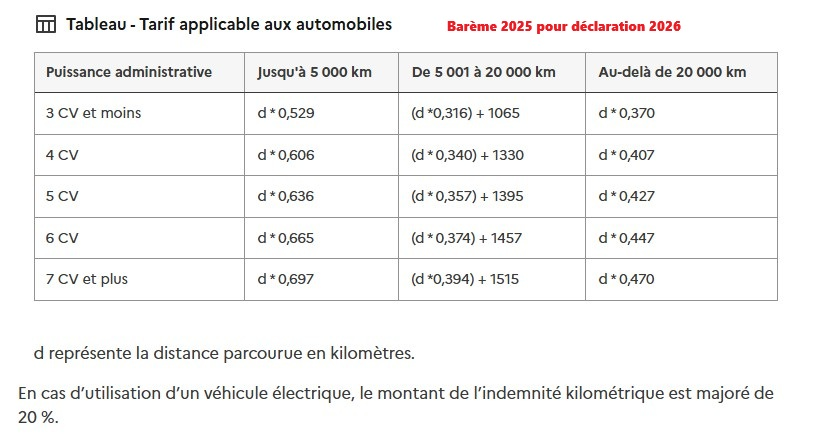 Tableau - Tarif applicable aux automobiles Barème 2025 pour déclaration 2026
Puissance administrative Jusqu'à 5 000 km De 5 001 à 20 000 km Au-delà de 20 000 km
3 CV et moins d * 0,529 (d *0,316) + 1065 d * 0,370
4 CV d * 0,606 (d *0,340) + 1330 d * 0,407
5 CV d * 0,636 (d *0,357) + 1395 d * 0,427
6 CV d * 0,665 (d *0,374) + 1457 d * 0,447
7 CV et plus d * 0,697 (d *0,394) + 1515 d * 0,470
d représente la distance parcourue en kilomètres.
En cas d’utilisation d’un véhicule électrique, le montant de l’indemnité kilométrique est majoré de
20 %.